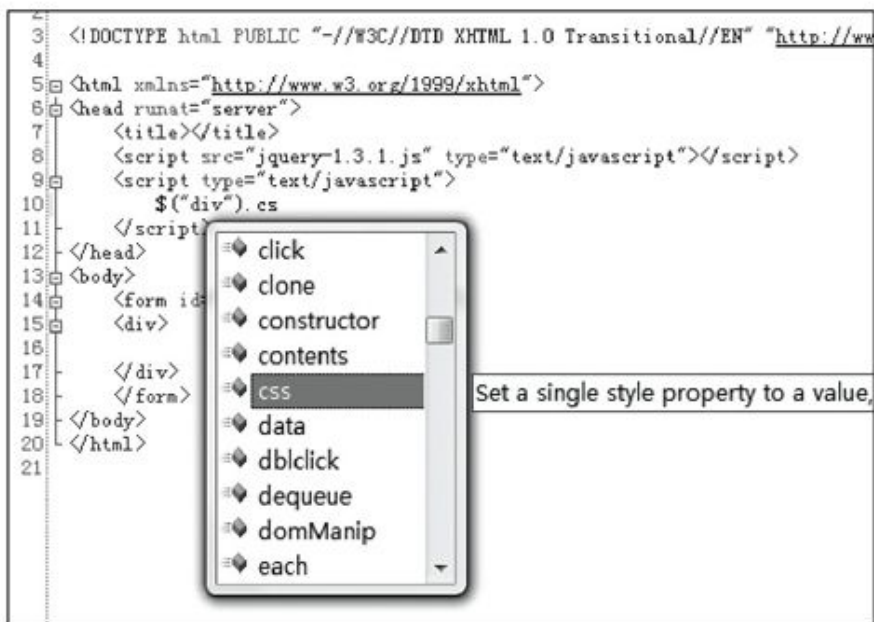 2
3 <!DOCTYPE html PUBLIC "-//W3C//DTD XHTML 1.0 Transitional//EN" "http://ww
4
5 <html xmlns="http://www.w3.org/1999/xhtml">
6 <head runat="server">
7 <title></title>
8 <script src="jquery-1.3.1.js" type="text/javascript"></script>
9 <script type="text/javascript">
10 $("div").cs
11 </script>
12 </head>
13 <body>
14 <form id=
15 <div>
16
17 </div>
18 </form>
19 </body>
20 </html>
21
click
clone
constructor
contents
css
Set a single style property to a value,
data
dblclick
dequeue
domManip
each